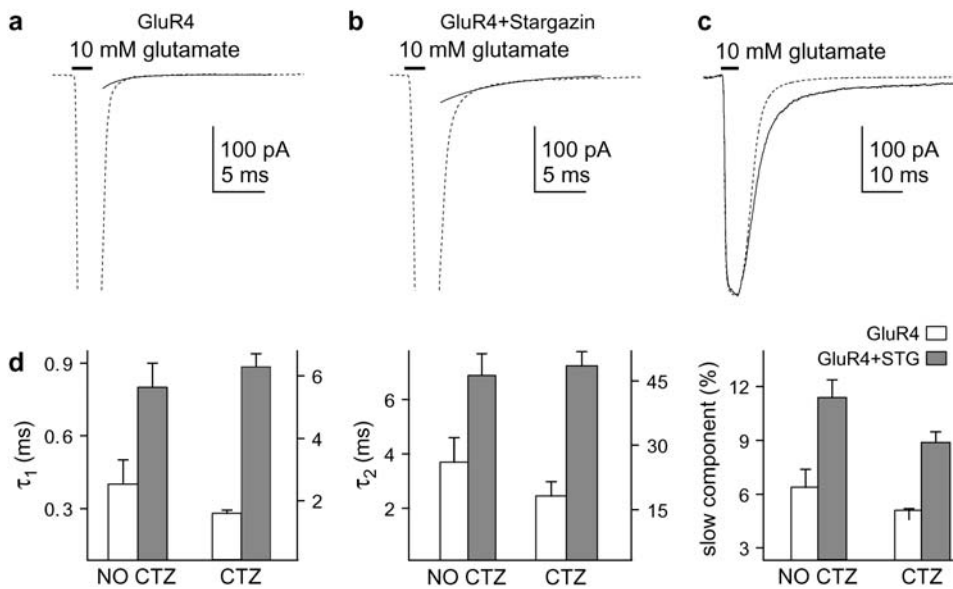 a GluR4
10 mM glutamate
100 pA
5 ms
b GluR4+Stargazin
10 mM glutamate
100 pA
5 ms
c
10 mM glutamate
100 pA
10 ms
d
τ1 (ms)
0.9
0.6
0.3
6
4
2
NO CTZ CTZ
τ2 (ms)
6
4
2
45
30
15
NO CTZ CTZ
GluR4
GluR4+STG
slow component (%)
12
9
6
3
NO CTZ CTZ